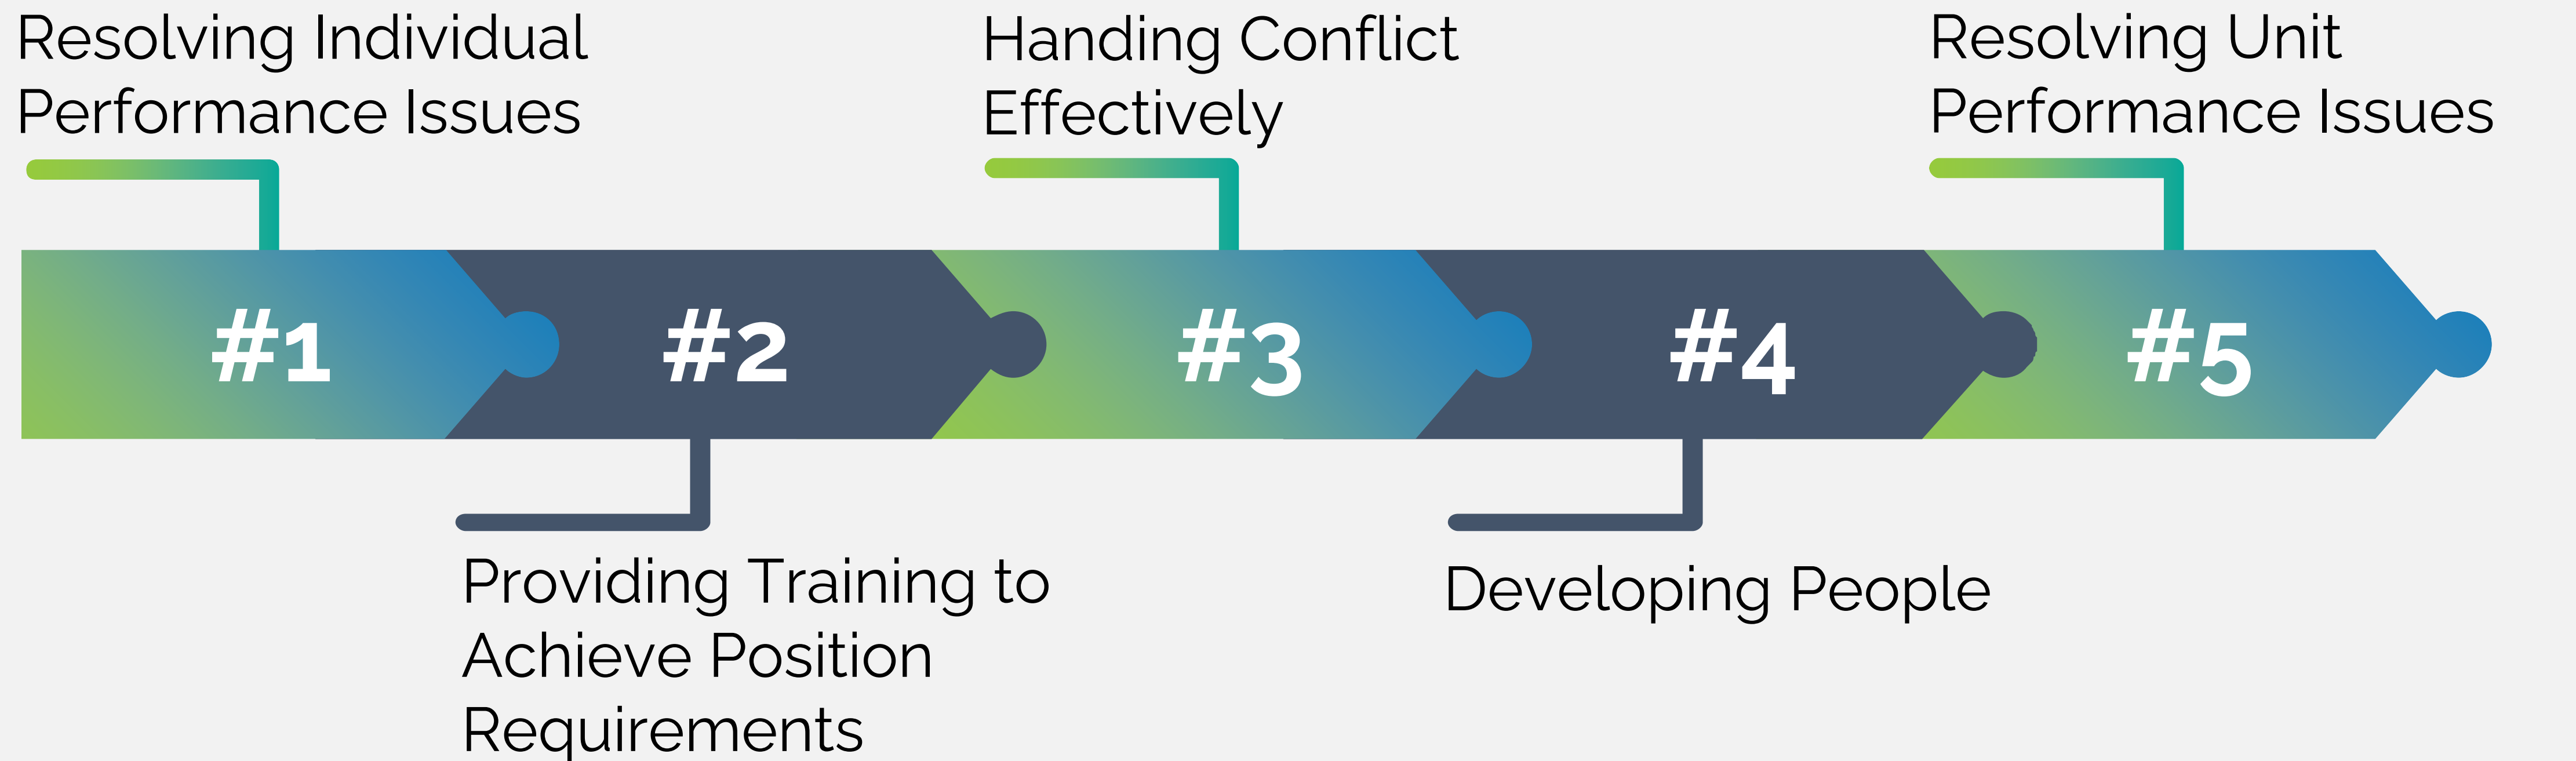 Resolving Individual
Performance Issues
Handing Conflict
Effectively
Resolving Unit
Performance Issues
#1
#2
#3
#4
#5
Providing Training to
Achieve Position
Requirements
Developing People